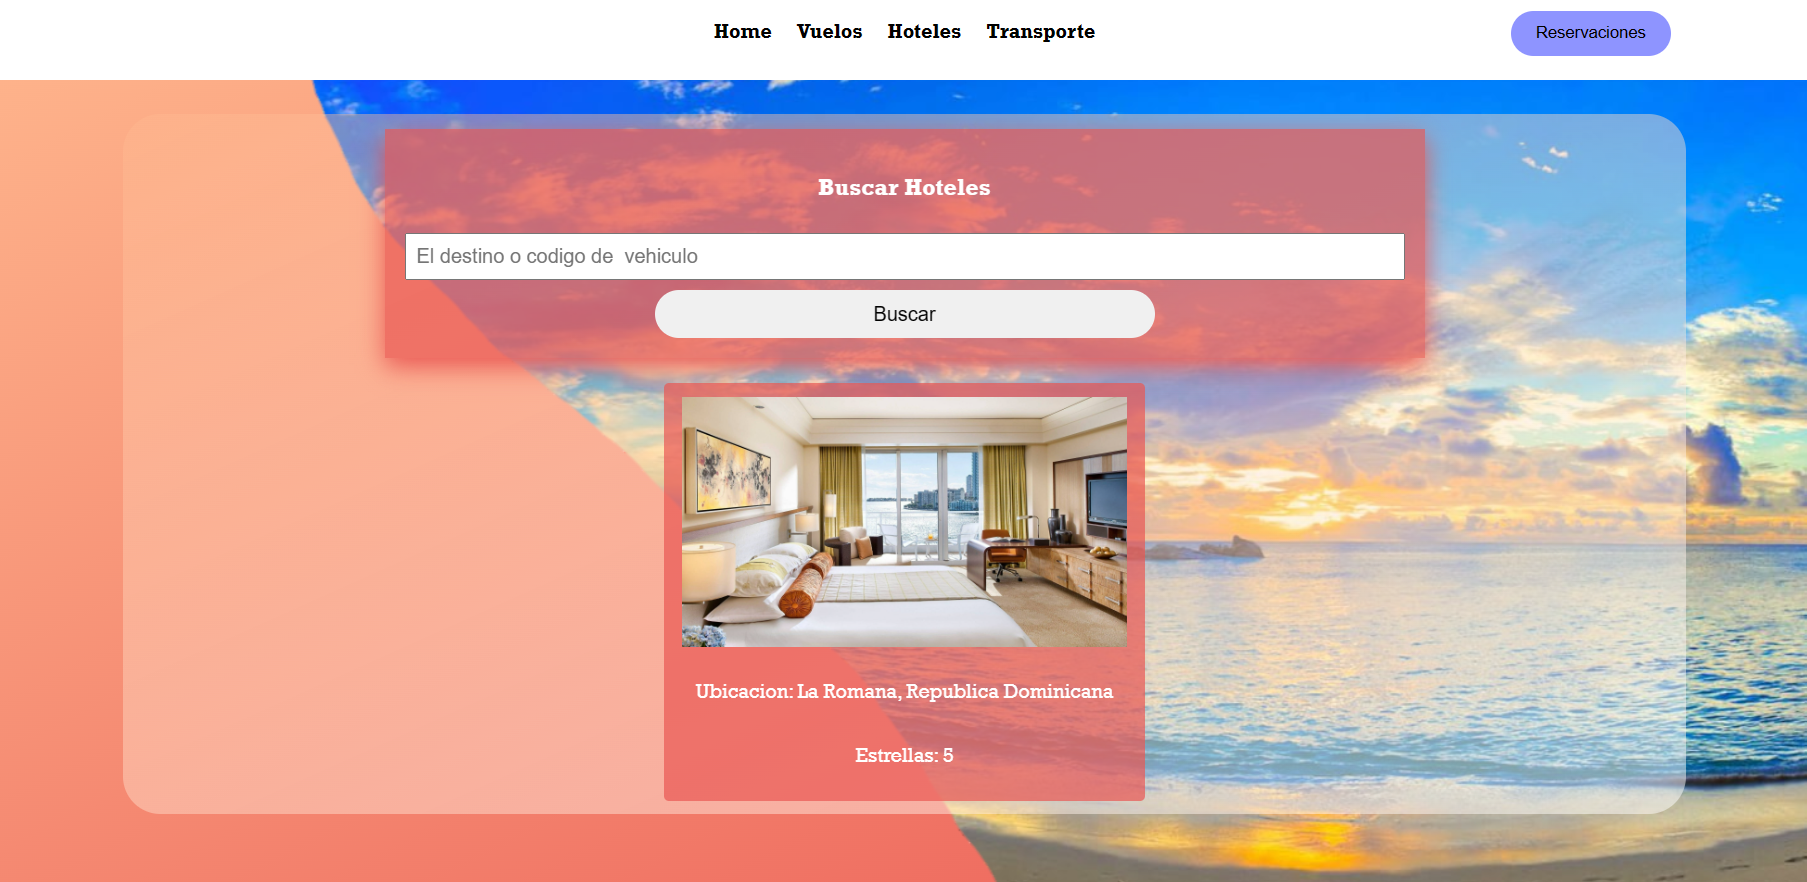 Home Vuelos Hoteles Transporte Reservaciones
Buscar Hoteles
El destino o codigo de  vehiculo
Buscar
Ubicacion: La Romana, Republica Dominicana
Estrellas: 5